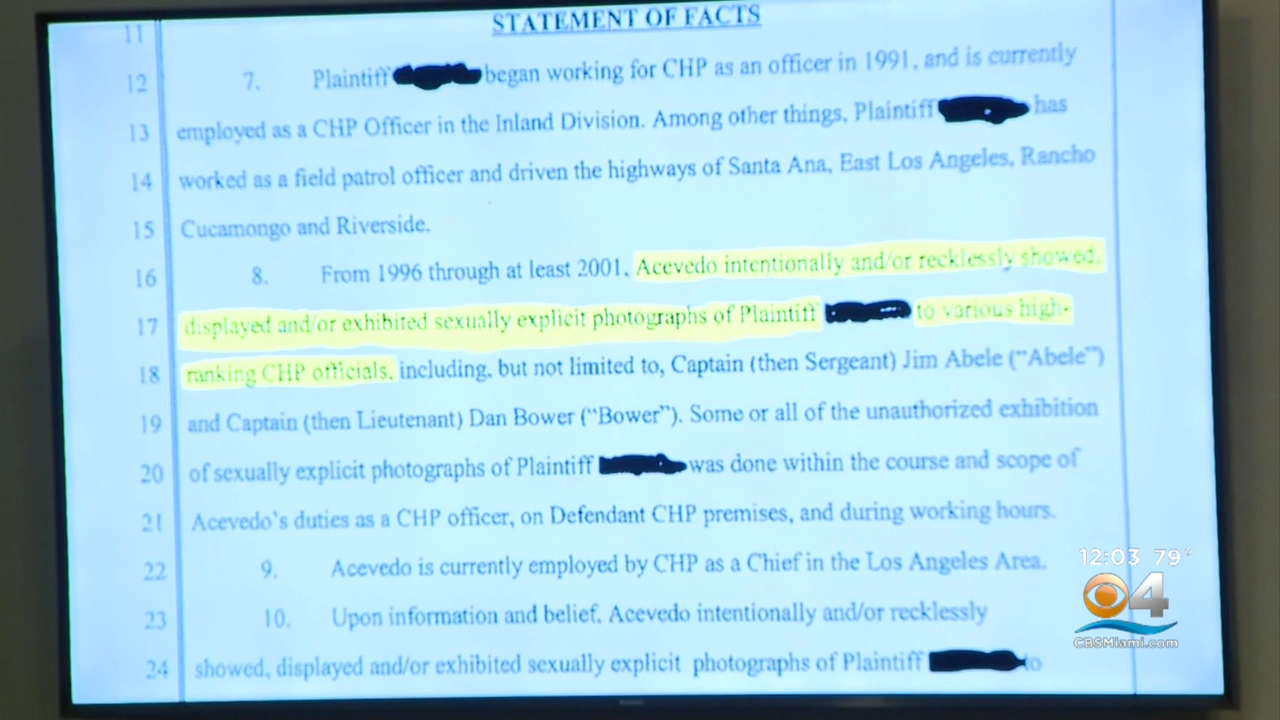 11 STATEMENT OF FACTS
12 7. Plaintiff began working for CHP as an officer in 1991, and is currently
13 employed as a CHP Officer in the Inland Division. Among other things, Plaintiff has
14 worked as a field patrol officer and driven the highways of Santa Ana, East Los Angeles, Rancho
15 Cucamongo and Riverside.
16 8. From 1996 through at least 2001, Acevedo intentionally and/or recklessly showed,
17 displayed and/or exhibited sexually explicit photographs of Plaintiff to various high-
18 ranking CHP officials, including, but not limited to, Captain (then Sergeant) Jim Abele ("Abele")
19 and Captain (then Lieutenant) Dan Bower ("Bower"). Some or all of the unauthorized exhibition
20 of sexually explicit photographs of Plaintiff was done within the course and scope of
21 Acevedo's duties as a CHP officer, on Defendant CHP premises, and during working hours.
22 9. Acevedo is currently employed by CHP as a Chief in the Los Angeles Area.
23 10. Upon information and belief, Acevedo intentionally and/or recklessly
24 showed, displayed and/or exhibited sexually explicit photographs of Plaintiff to
12:03 79°
4
CBSMiami.com